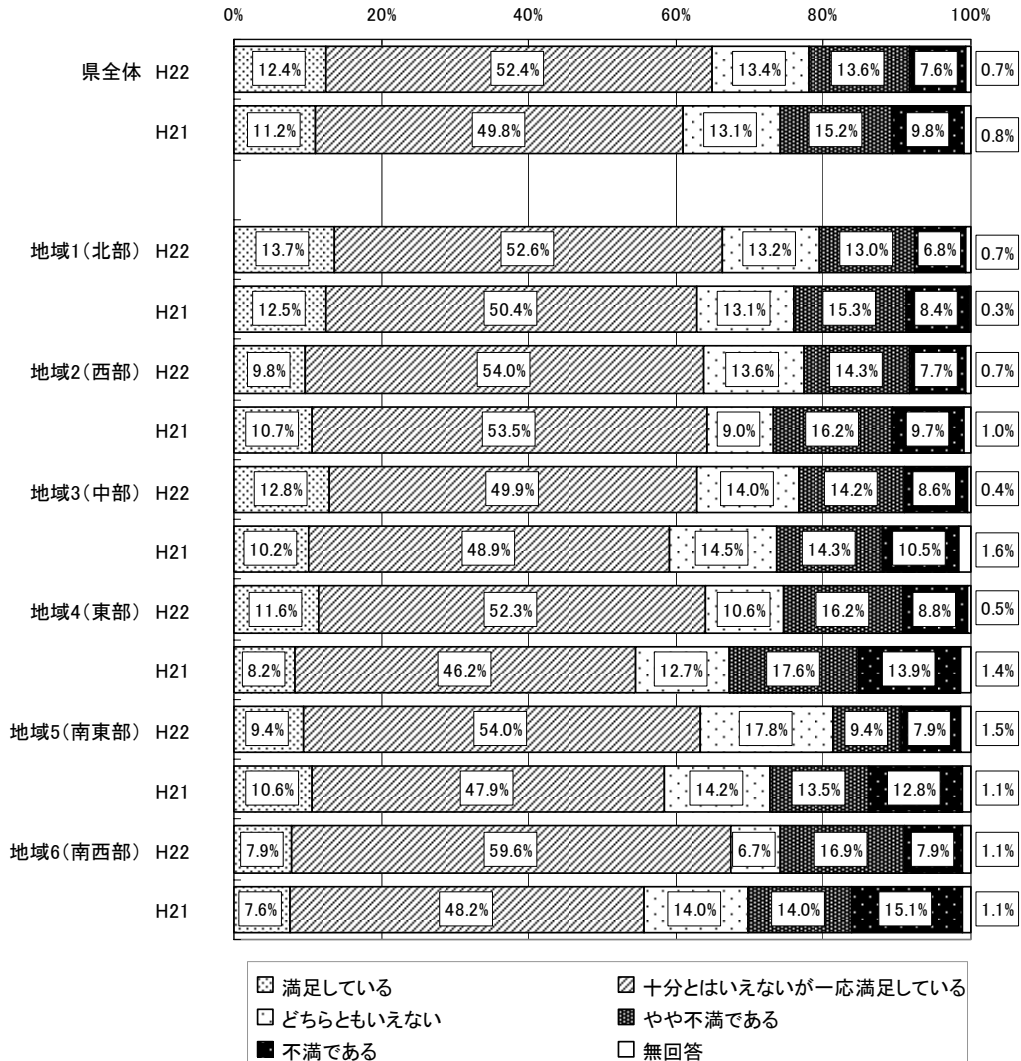 0% 20% 40% 60% 80% 100%
県全体 H22 12.4% 52.4% 13.4% 13.6% 7.6% 0.7%
H21 11.2% 49.8% 13.1% 15.2% 9.8% 0.8%
地域1(北部) H22 13.7% 52.6% 13.2% 13.0% 6.8% 0.7%
H21 12.5% 50.4% 13.1% 15.3% 8.4% 0.3%
地域2(西部) H22 9.8% 54.0% 13.6% 14.3% 7.7% 0.7%
H21 10.7% 53.5% 9.0% 16.2% 9.7% 1.0%
地域3(中部) H22 12.8% 49.9% 14.0% 14.2% 8.6% 0.4%
H21 10.2% 48.9% 14.5% 14.3% 10.5% 1.6%
地域4(東部) H22 11.6% 52.3% 10.6% 16.2% 8.8% 0.5%
H21 8.2% 46.2% 12.7% 17.6% 13.9% 1.4%
地域5(南東部) H22 9.4% 54.0% 17.8% 9.4% 7.9% 1.5%
H21 10.6% 47.9% 14.2% 13.5% 12.8% 1.1%
地域6(南西部) H22 7.9% 59.6% 6.7% 16.9% 7.9% 1.1%
H21 7.6% 48.2% 14.0% 14.0% 15.1% 1.1%
満足している 十分とはいえないが一応満足している
どちらともいえない やや不満である
不満である 無回答